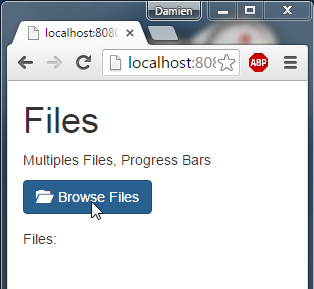 Damien
localhost:808
localhost:808
ABP
Files
Multiples Files, Progress Bars
Browse Files
Files: